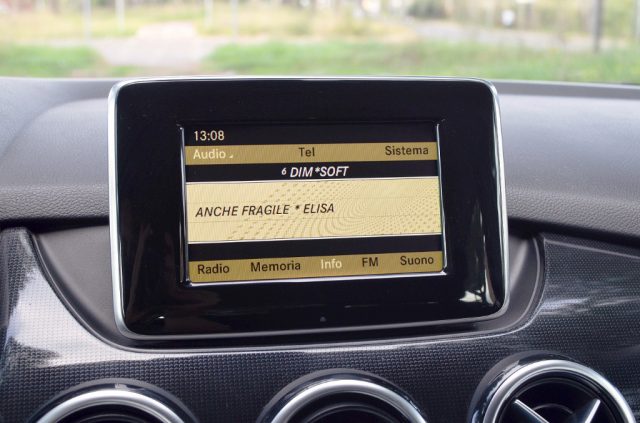 13:08
Audio Tel Sistema
6 DIM*SOFT
ANCHE FRAGILE * ELISA
Radio Memoria Info FM Suono